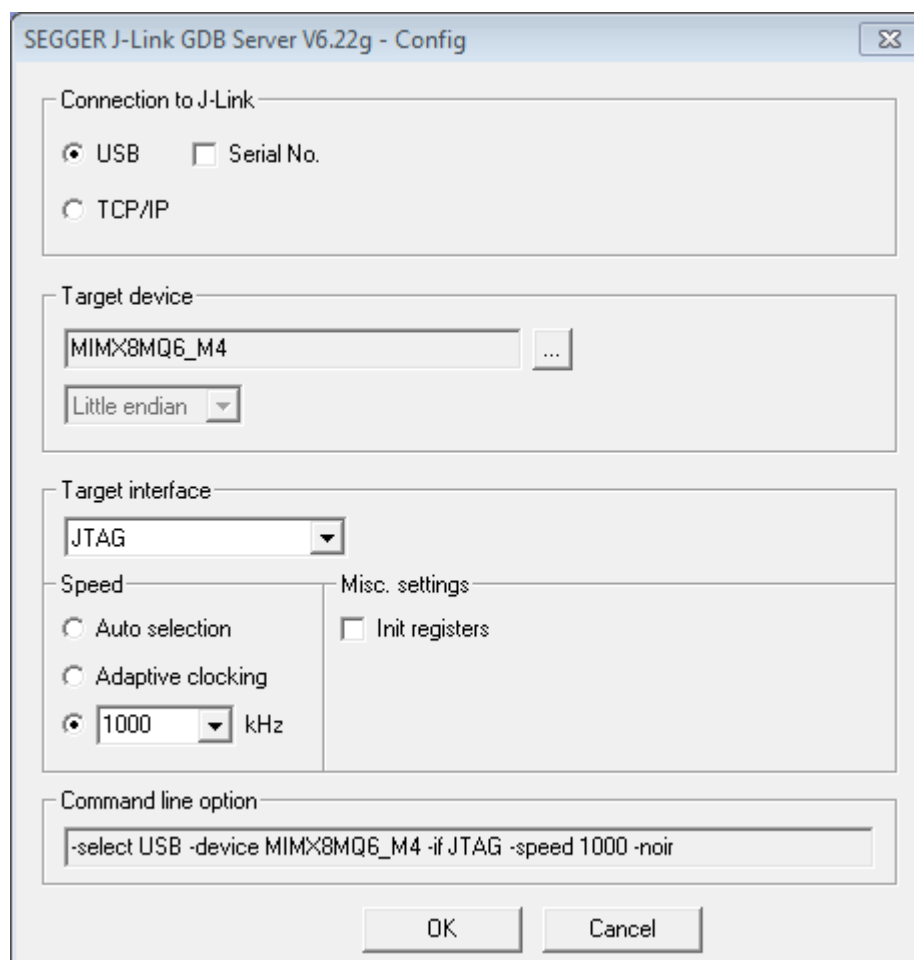 SEGGER J-Link GDB Server V6.22g - Config
Connection to J-Link
USB Serial No.
TCP/IP
Target device
MIMX8MQ6_M4 ...
Little endian
Target interface
JTAG
Speed Misc. settings
Auto selection Init registers
Adaptive clocking
1000 kHz
Command line option
-select USB -device MIMX8MQ6_M4 -if JTAG -speed 1000 -noir
OK Cancel